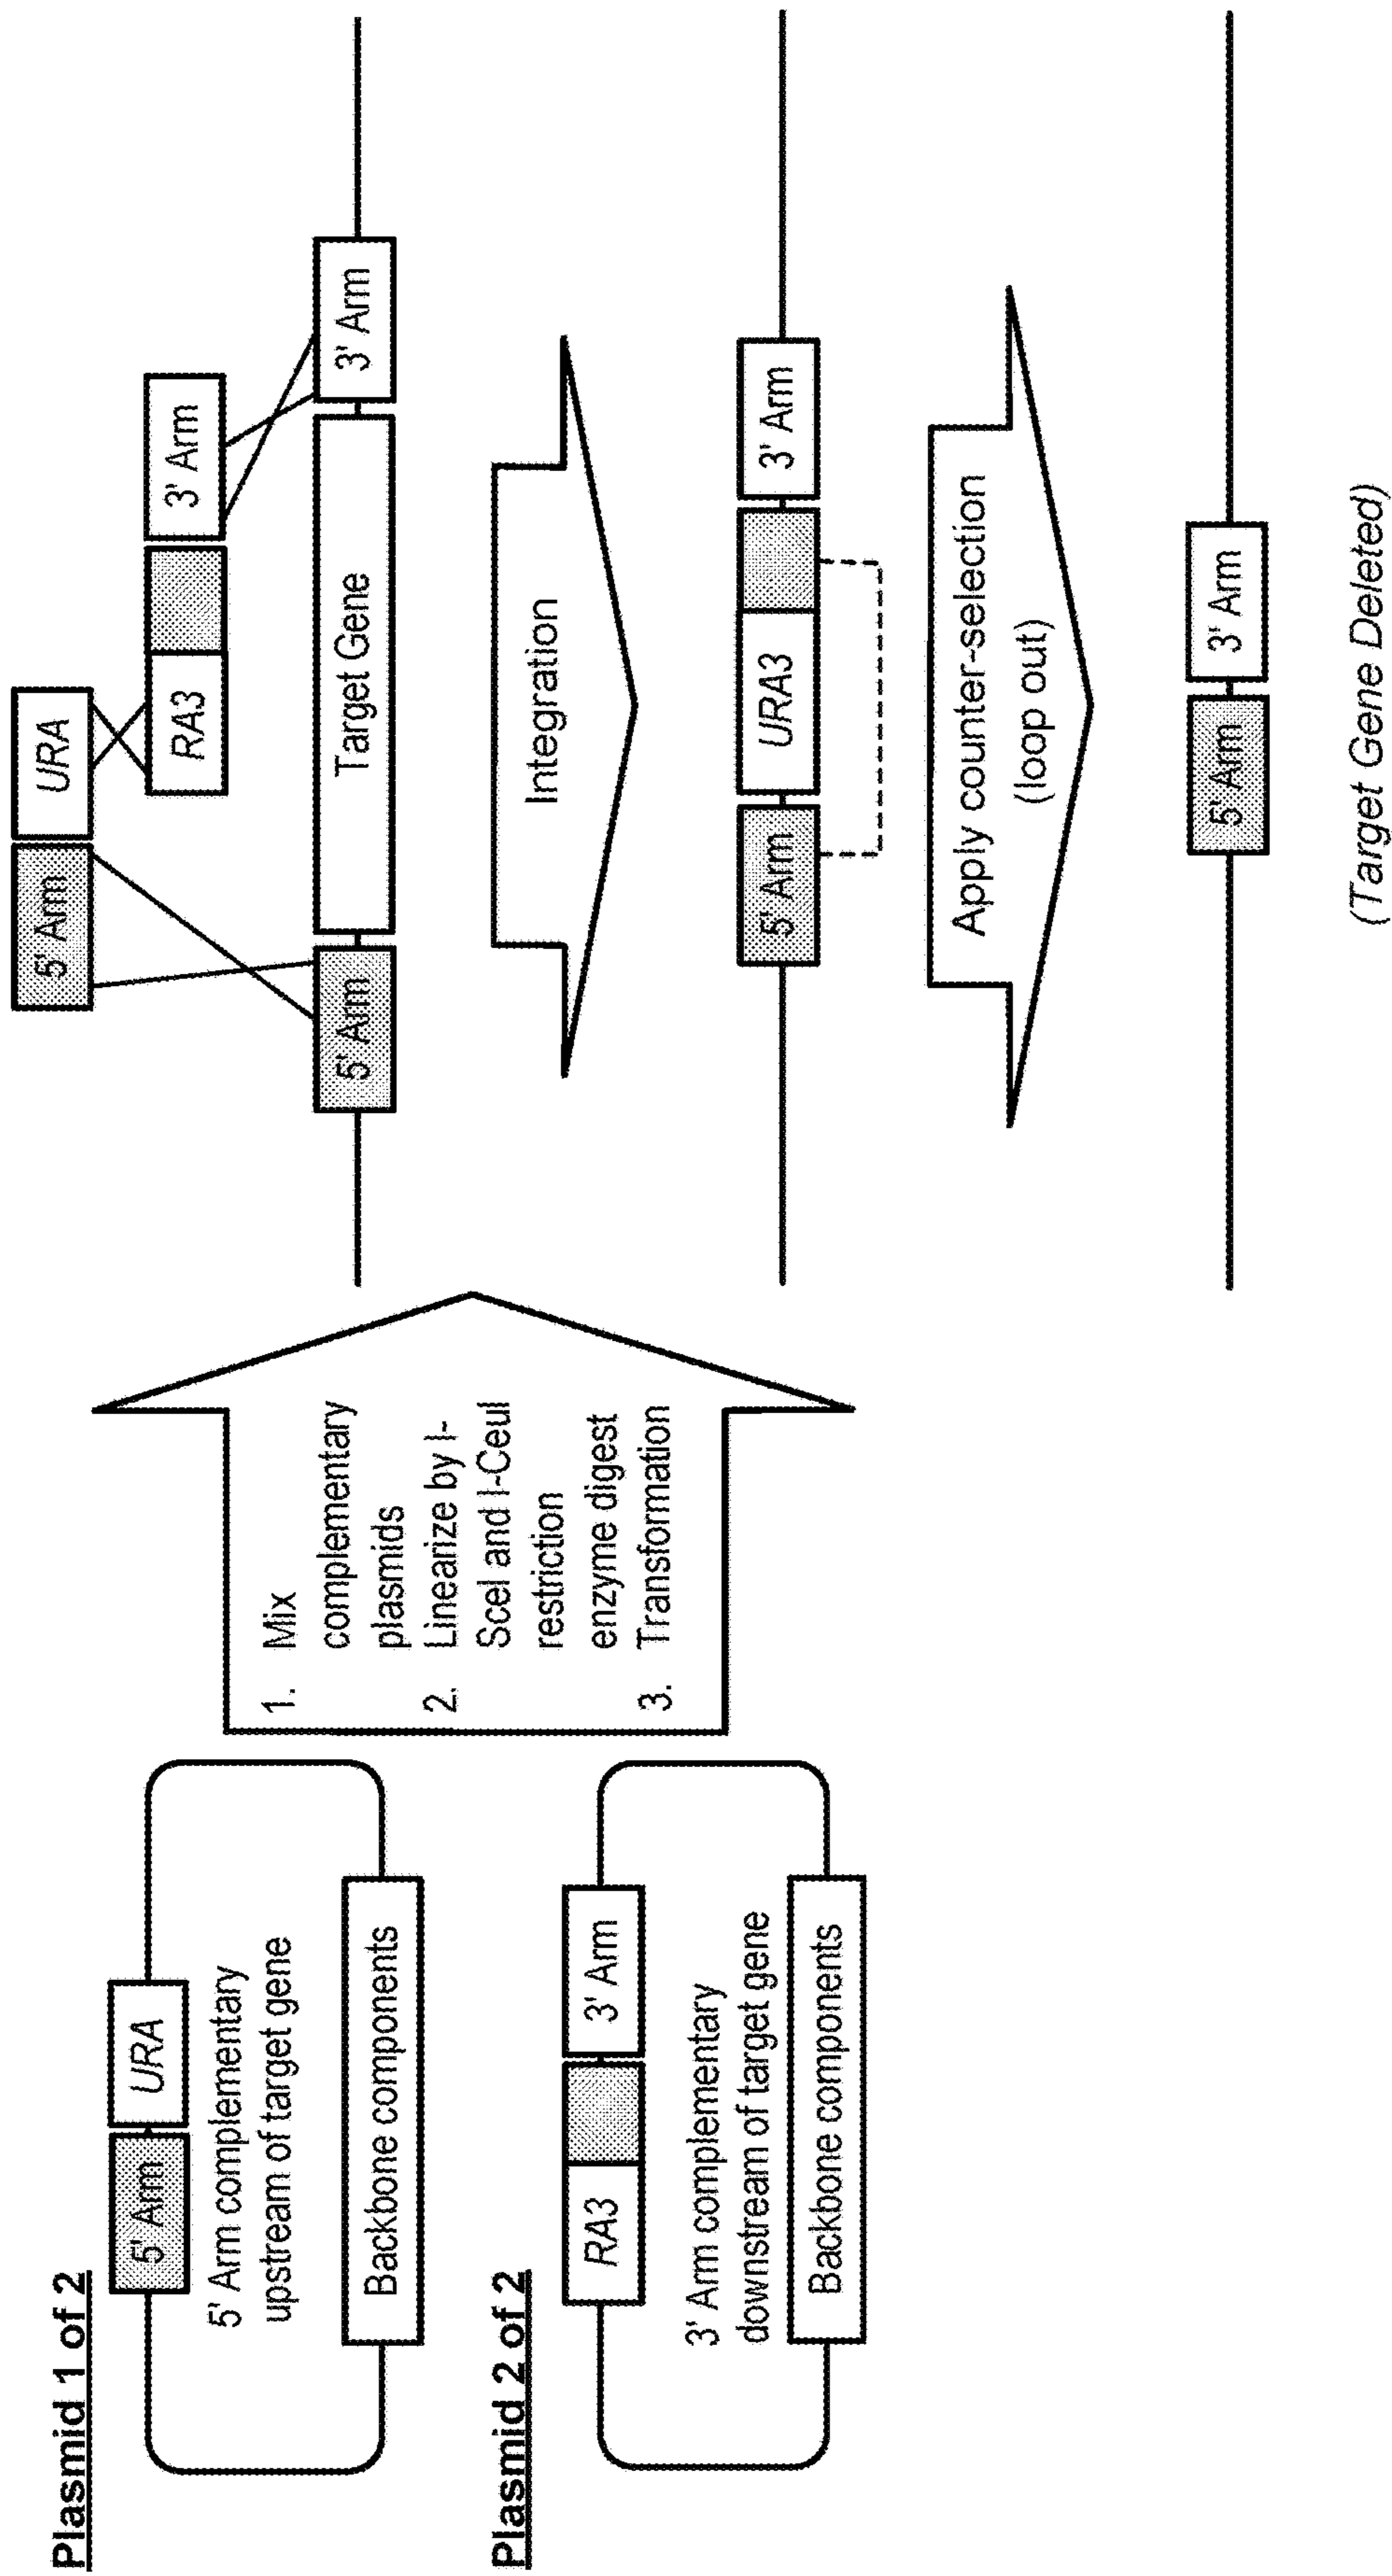 Plasmid 1 of 2
5' Arm
URA
5' Arm complementary
upstream of target gene
Backbone components
Plasmid 2 of 2
RA3
3' Arm
3' Arm complementary
downstream of target gene
Backbone components
1. Mix
complementary
plasmids
2. Linearize by I-
SceI and I-CeuI
restriction
enzyme digest
3. Transformation
5' Arm
URA
RA3
3' Arm
5' Arm
Target Gene
3' Arm
Integration
5' Arm
URA3
3' Arm
Apply counter-selection
(loop out)
5' Arm
3' Arm
(Target Gene Deleted)